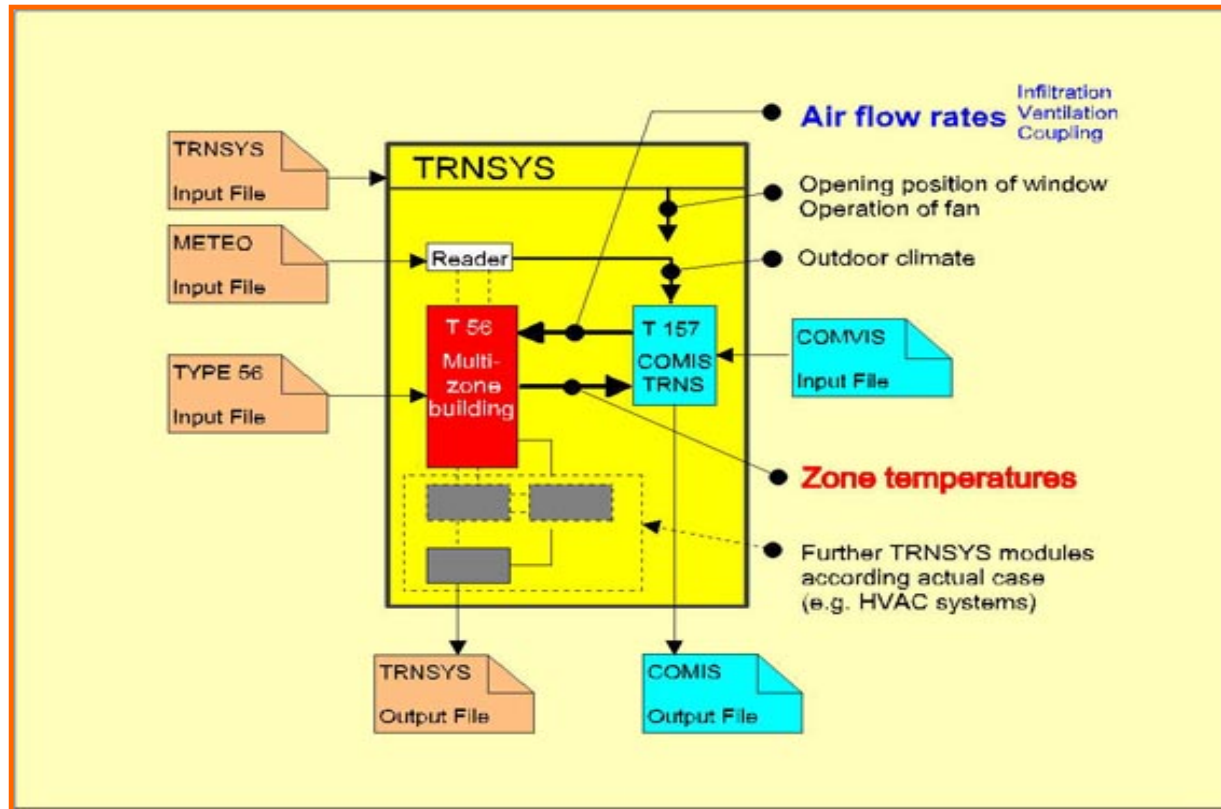 Infiltration
Air flow rates Ventilation
Coupling
TRNSYS
Input File
TRNSYS
Opening position of window
Operation of fan
METEO
Input File
Reader
Outdoor climate
T 56
Multi-
zone
building
T 157
COMIS
TRNS
COMVIS
Input File
TYPE 56
Input File
Zone temperatures
Further TRNSYS modules
according actual case
(e.g. HVAC systems)
TRNSYS
Output File
COMIS
Output File